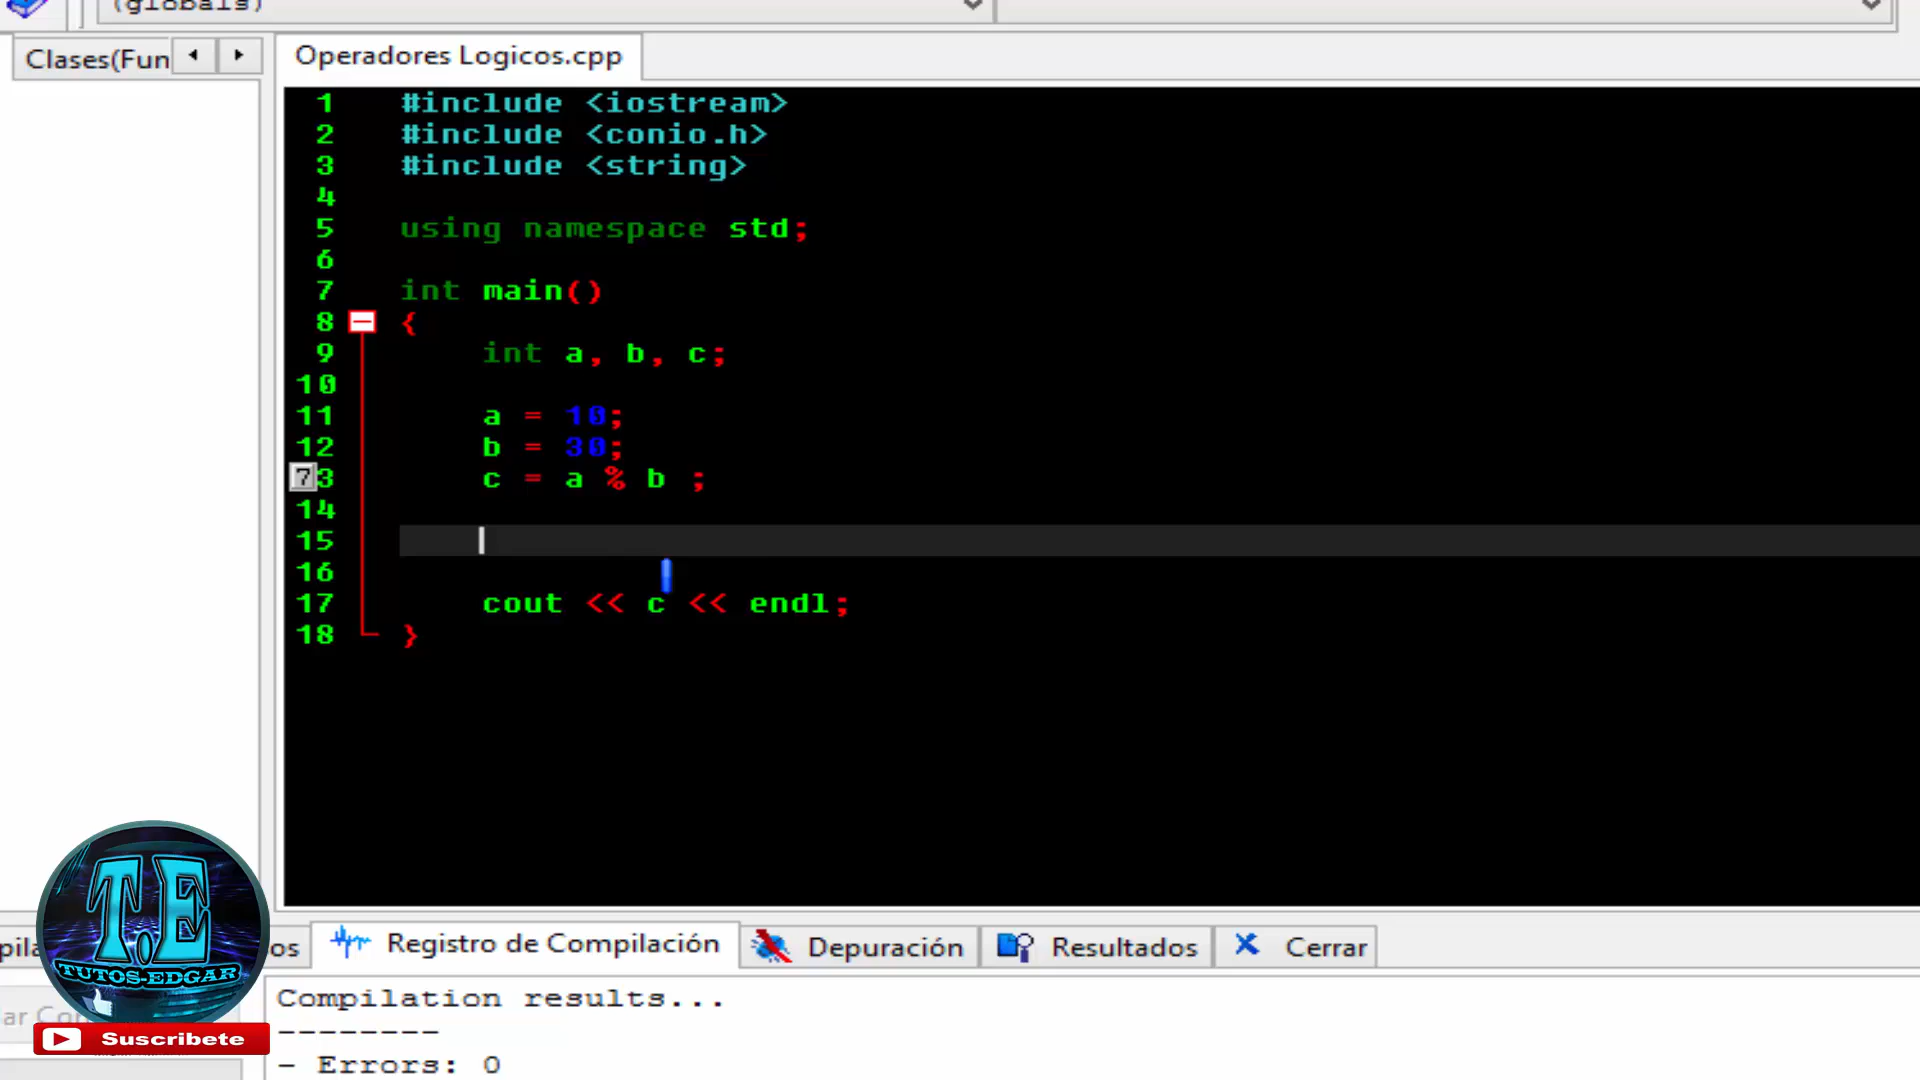 (globals)
Clases(Fun
Operadores Logicos.cpp
1 #include <iostream>
2 #include <conio.h>
3 #include <string>
4
5 using namespace std;
6
7 int main()
8 {
9 int a, b, c;
10
11 a = 10;
12 b = 30;
?3 c = a % b ;
14
15
16
17 cout << c << endl;
18 }
os Registro de Compilación Depuración Resultados Cerrar
Compilation results...
--------
- Errors: 0
T.E
TUTOS-EDGAR
Suscribete